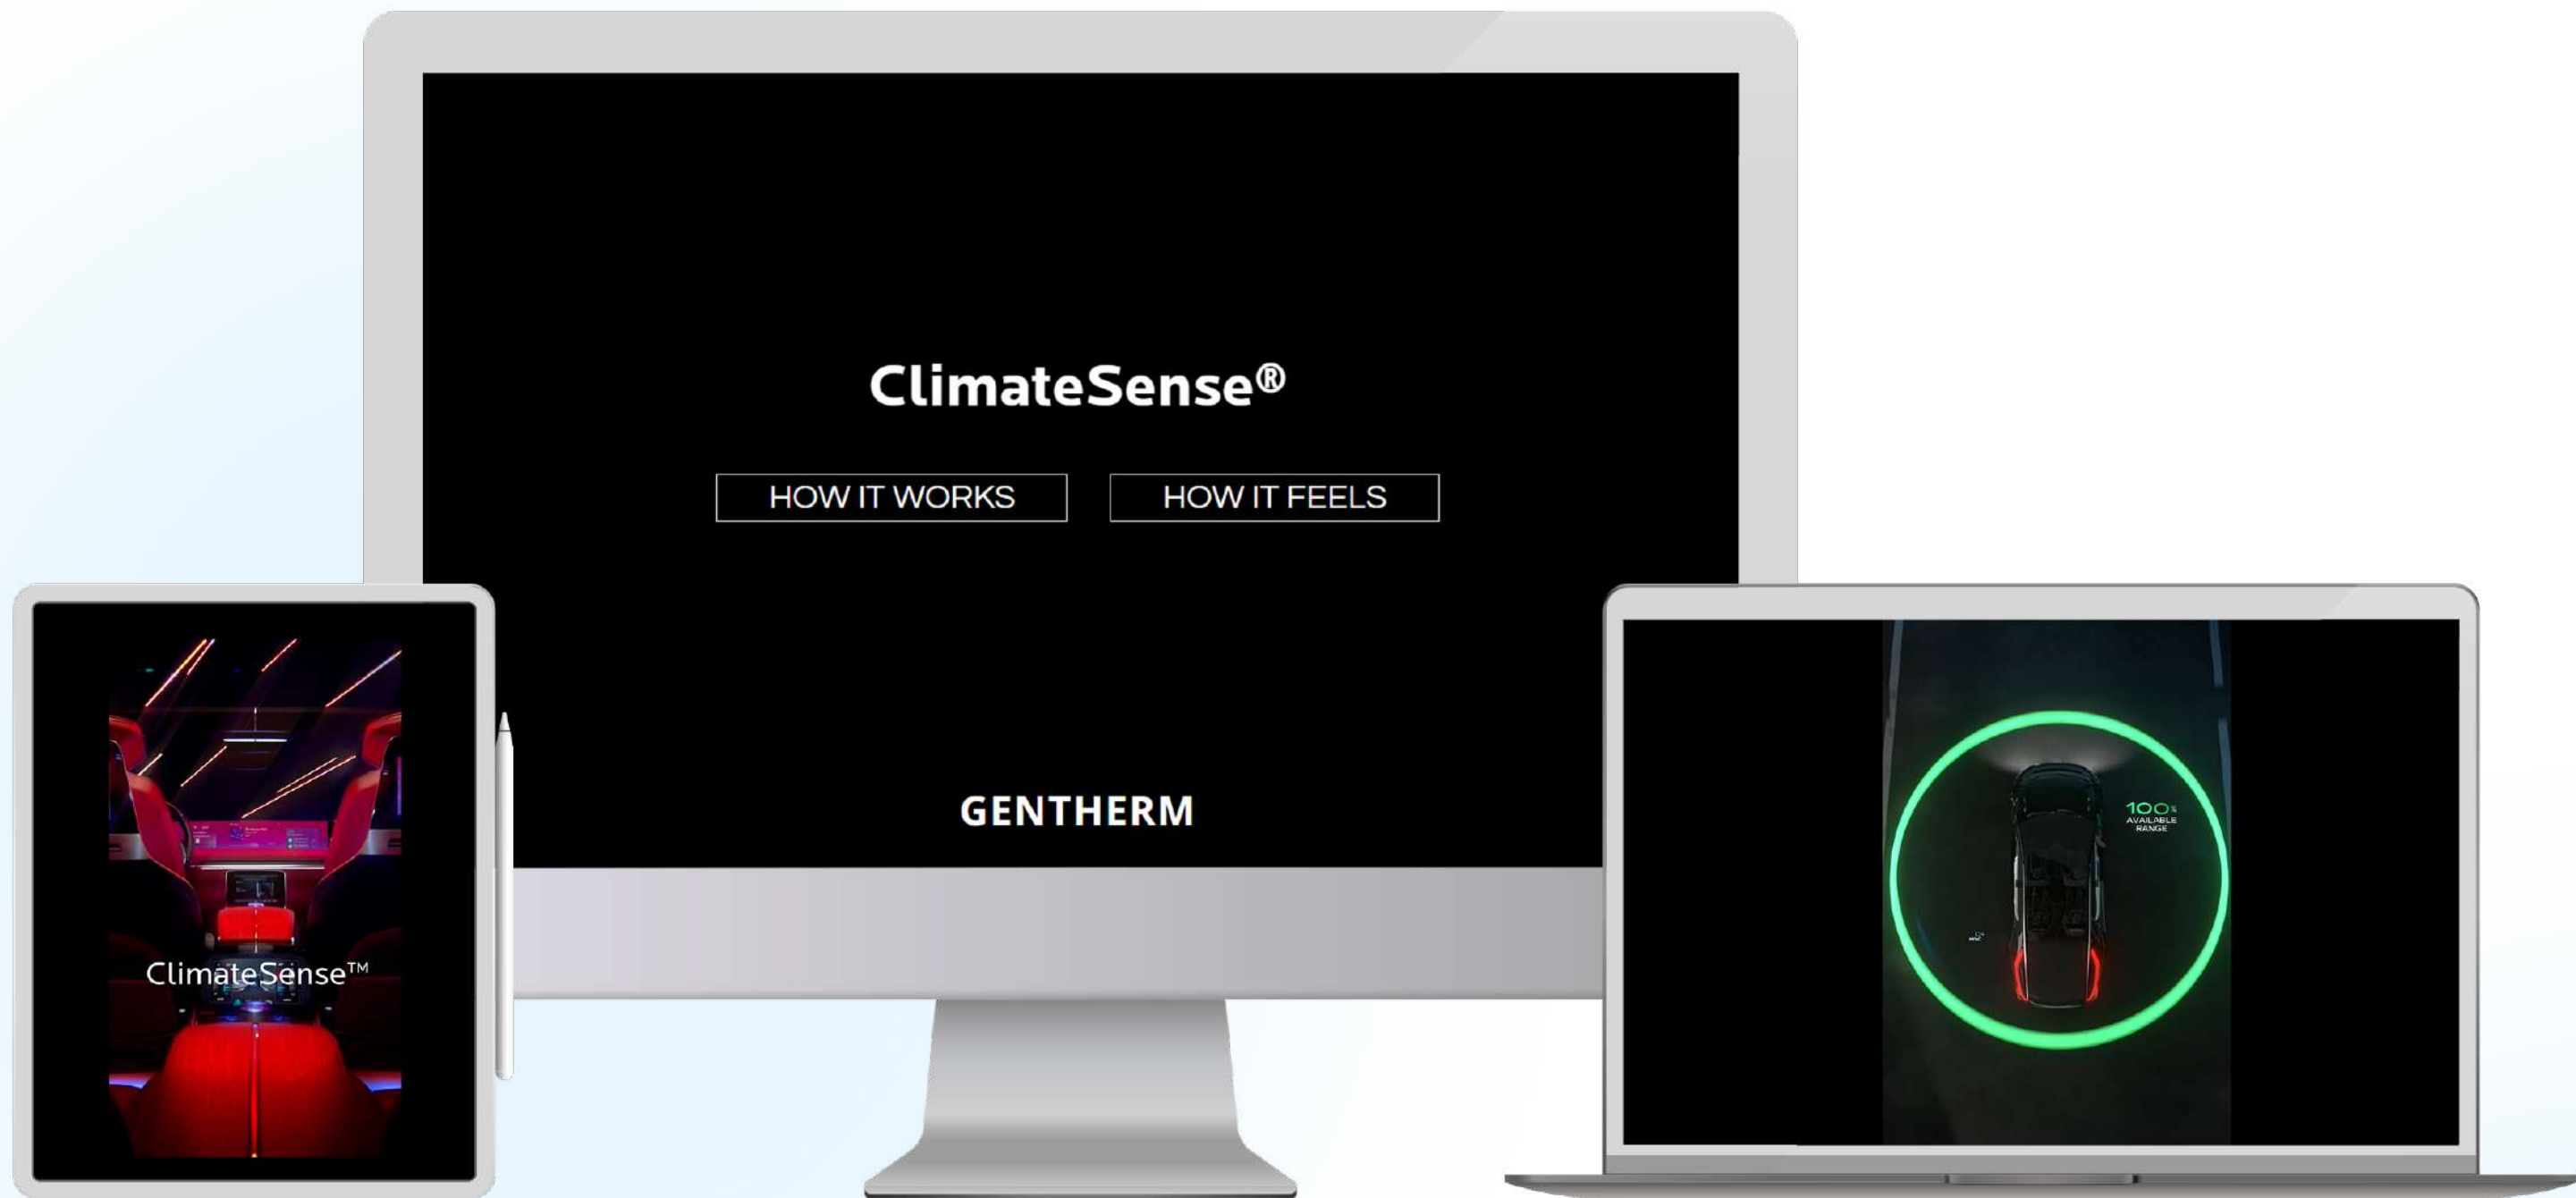 ClimateSense®
HOW IT WORKS
HOW IT FEELS
GENTHERM
ClimateSense™
100%
AVAILABLE
RANGE